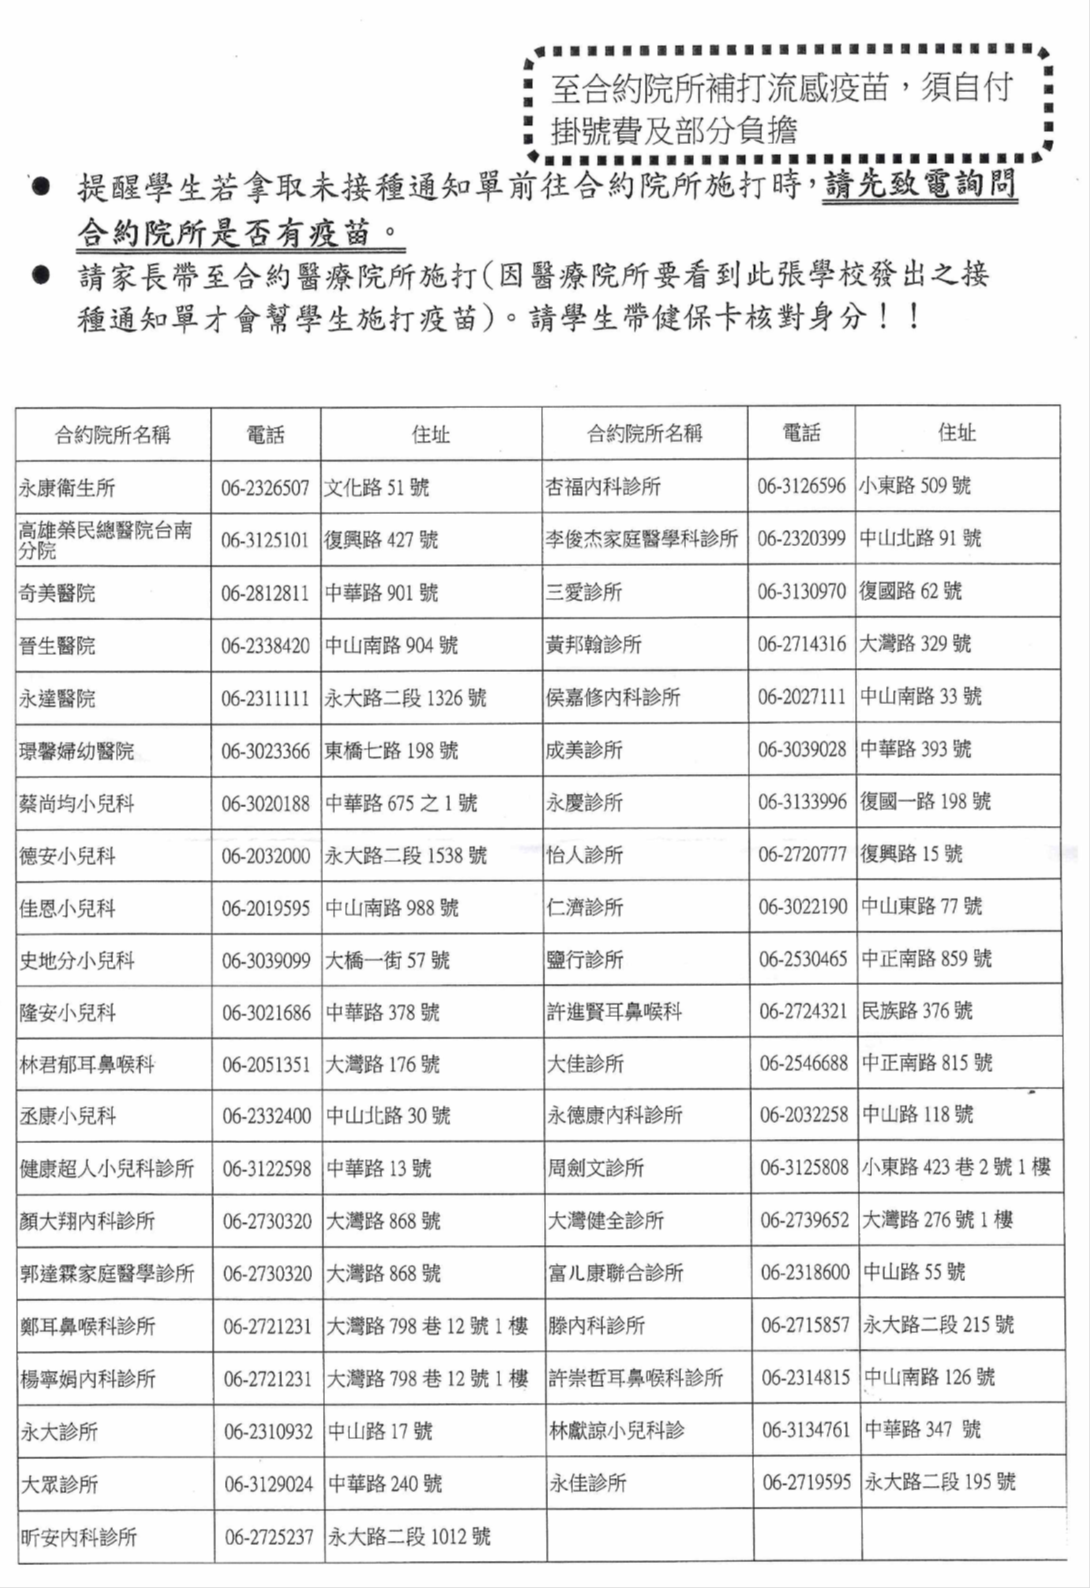 至合約院所補打流感疫苗，須自付
掛號費及部分負擔
● 提醒學生若拿取未接種通知單前往合約院所施打時，請先致電詢問
合約院所是否有疫苗。
● 請家長帶至合約醫療院所施打(因醫療院所要看到此張學校發出之接
種通知單才會幫學生施打疫苗)。請學生帶健保卡核對身分！！
合約院所名稱 電話 住址 合約院所名稱 電話 住址
永康衛生所 06-2326507 文化路 51 號 杏福內科診所 06-3126596 小東路 509 號
高雄榮民總醫院台南
分院 06-3125101 復興路 427 號 李俊杰家庭醫學科診所 06-2320399 中山北路 91 號
奇美醫院 06-2812811 中華路 901 號 三愛診所 06-3130970 復國路 62 號
晉生醫院 06-2338420 中山南路 904 號 黃邦翰診所 06-2714316 大灣路 329 號
永達醫院 06-2311111 永大路二段 1326 號 侯嘉修內科診所 06-2027111 中山南路 33 號
璟馨婦幼醫院 06-3023366 東橋七路 198 號 成美診所 06-3039028 中華路 393 號
蔡尚均小兒科 06-3020188 中華路 675 之 1 號 永慶診所 06-3133996 復國一路 198 號
德安小兒科 06-2032000 永大路二段 1538 號 怡人診所 06-2720777 復興路 15 號
佳恩小兒科 06-2019595 中山南路 988 號 仁濟診所 06-3022190 中山東路 77 號
史地分小兒科 06-3039099 大橋一街 57 號 鹽行診所 06-2530465 中正南路 859 號
隆安小兒科 06-3021686 中華路 378 號 許進賢耳鼻喉科 06-2724321 民族路 376 號
林君郁耳鼻喉科 06-2051351 大灣路 176 號 大佳診所 06-2546688 中正南路 815 號
丞康小兒科 06-2332400 中山北路 30 號 永德康內科診所 06-2032258 中山路 118 號
健康超人小兒科診所 06-3122598 中華路 13 號 周劍文診所 06-3125808 小東路 423 巷 2 號 1 樓
顏大翔內科診所 06-2730320 大灣路 868 號 大灣健全診所 06-2739652 大灣路 276 號 1 樓
郭達霖家庭醫學診所 06-2730320 大灣路 868 號 富儿康聯合診所 06-2318600 中山路 55 號
鄭耳鼻喉科診所 06-2721231 大灣路 798 巷 12 號 1 樓 滕內科診所 06-2715857 永大路二段 215 號
楊寧娟內科診所 06-2721231 大灣路 798 巷 12 號 1 樓 許崇哲耳鼻喉科診所 06-2314815 中山南路 126 號
永大診所 06-2310932 中山路 17 號 林獻諒小兒科診 06-3134761 中華路 347 號
大眾診所 06-3129024 中華路 240 號 永佳診所 06-2719595 永大路二段 195 號
昕安內科診所 06-2725237 永大路二段 1012 號